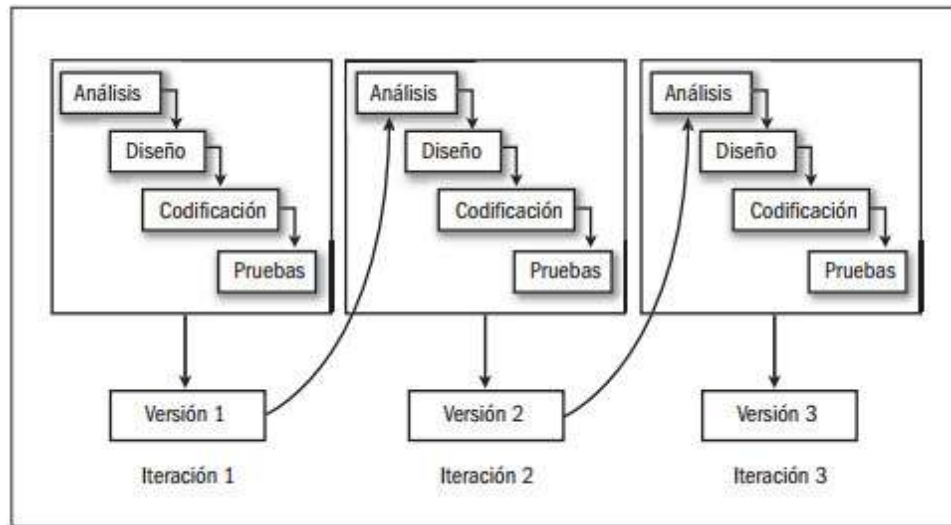 Análisis
Diseño
Codificación
Pruebas
Versión 1
Iteración 1
Análisis
Diseño
Codificación
Pruebas
Versión 2
Iteración 2
Análisis
Diseño
Codificación
Pruebas
Versión 3
Iteración 3